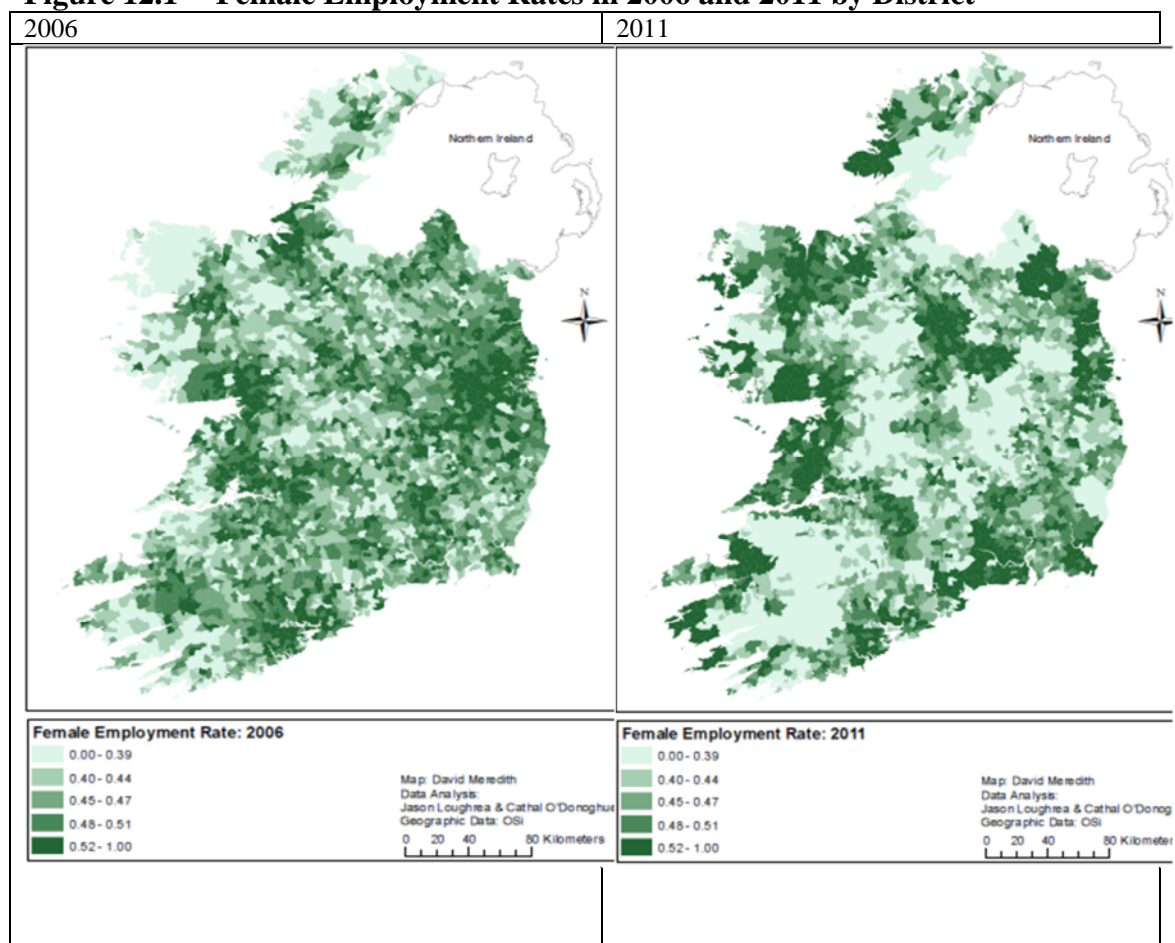 Figure 12.1 Female Employment Rates in 2006 and 2011 by District
2006
2011
Northern Ireland
N
Northern Ireland
N
Female Employment Rate: 2006
0.00 - 0.39
0.40 - 0.44
0.45 - 0.47
0.48 - 0.51
0.52 - 1.00
Map: David Meredith
Data Analysis:
Jason Loughrea & Cathal O'Donoghue
Geographic Data: OSi
0 20 40 80 Kilometers
Female Employment Rate: 2011
0.00 - 0.39
0.40 - 0.44
0.45 - 0.47
0.48 - 0.51
0.52 - 1.00
Map: David Meredith
Data Analysis:
Jason Loughrea & Cathal O'Donog
Geographic Data: OSi
0 20 40 80 Kilometer